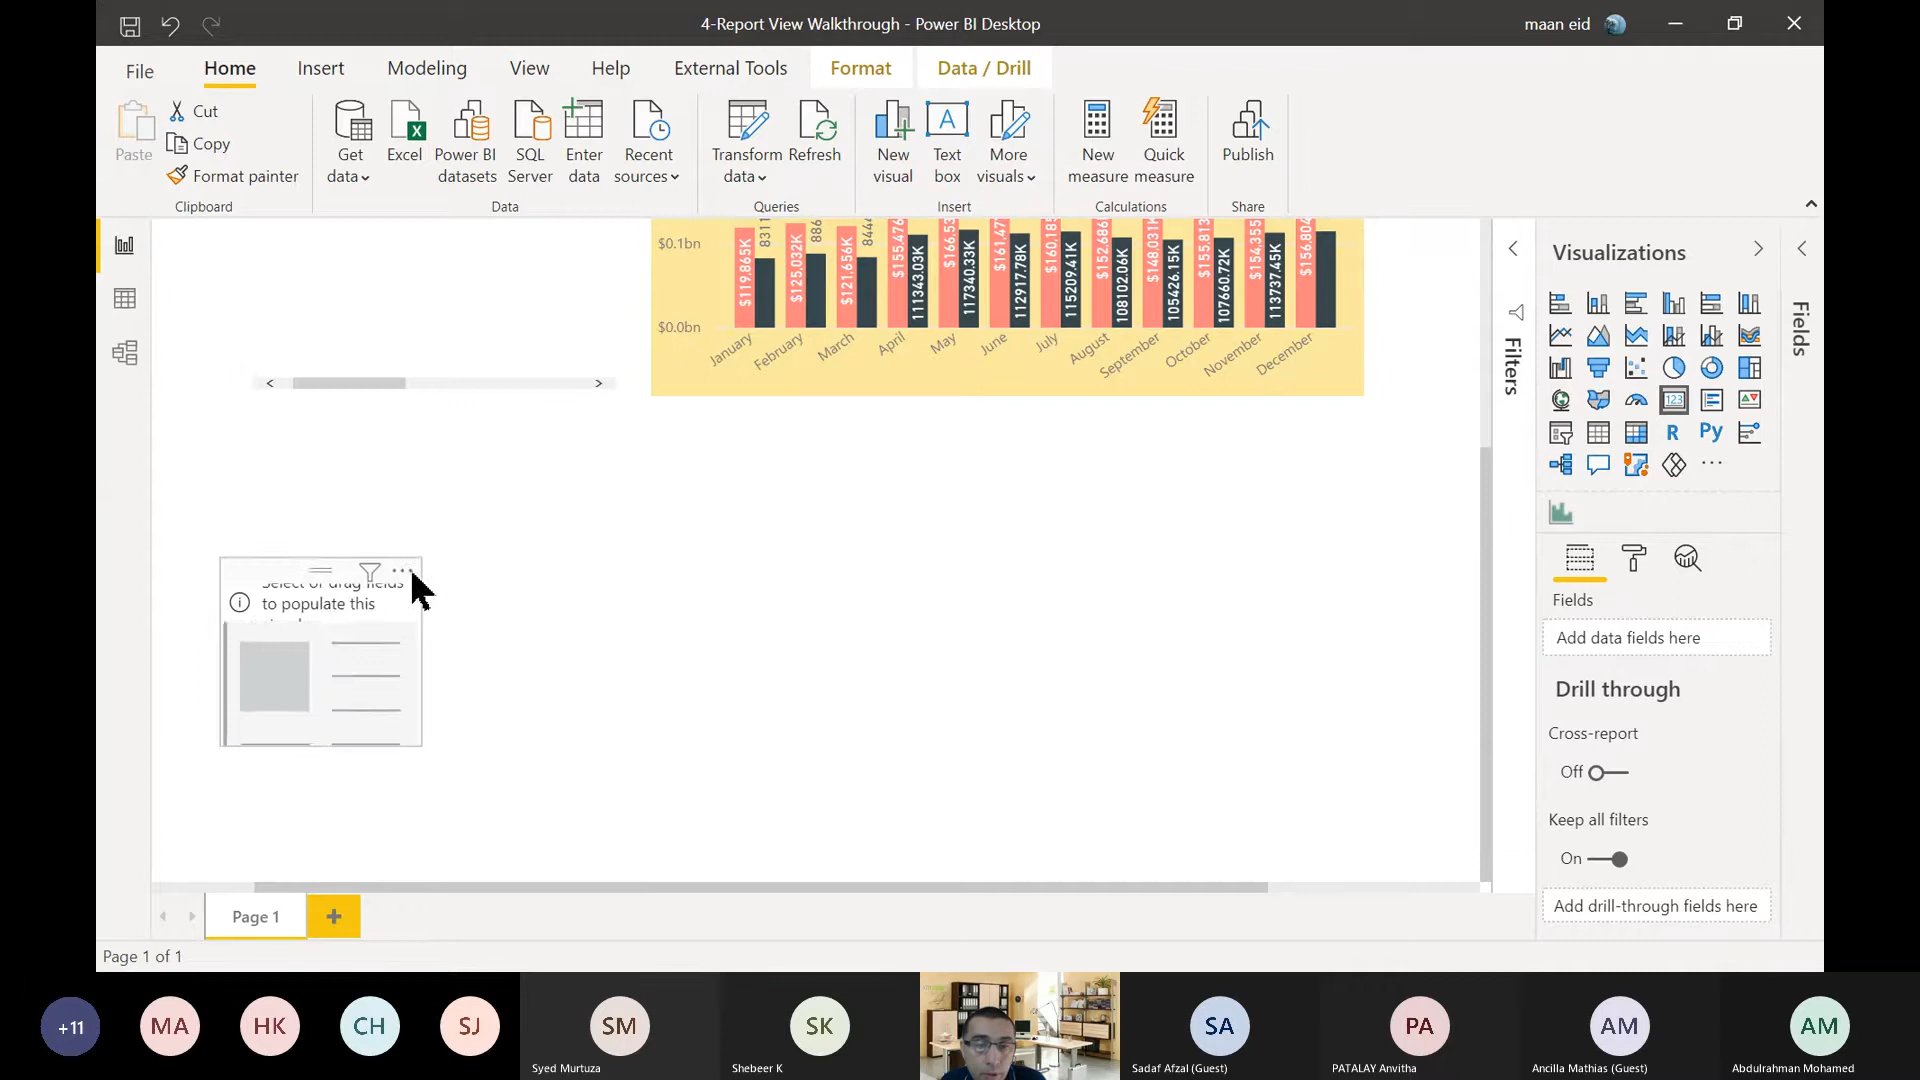 4-Report View Walkthrough - Power BI Desktop
maan eid
File Home Insert Modeling View Help External Tools Format Data / Drill
Paste
Cut
Copy
Format painter
Clipboard
Get data
Excel
Power BI datasets
SQL Server
Enter data
Recent sources
Data
Transform data
Refresh
Queries
New visual
Text box
More visuals
Insert
New measure
Quick measure
Calculations
Publish
Share
$0.1bn
$0.0bn
$119.865K
$125.032K
$121.656K
111343.03K
117340.33K
112917.78K
115209.41K
108102.06K
105426.15K
107660.72K
113737.45K
January
February
March
April
May
June
July
August
September
October
November
December
Select or drag fields
to populate this
Filters
Visualizations
Fields
123
R
Py
Fields
Add data fields here
Drill through
Cross-report
Off
Keep all filters
On
Add drill-through fields here
Page 1
Page 1 of 1
+11
MA
HK
CH
SJ
SM
Syed Murtuza
SK
Shebeer K
SA
Sadaf Afzal (Guest)
PA
PATALAY Anvitha
AM
Ancilla Mathias (Guest)
AM
Abdulrahman Mohamed